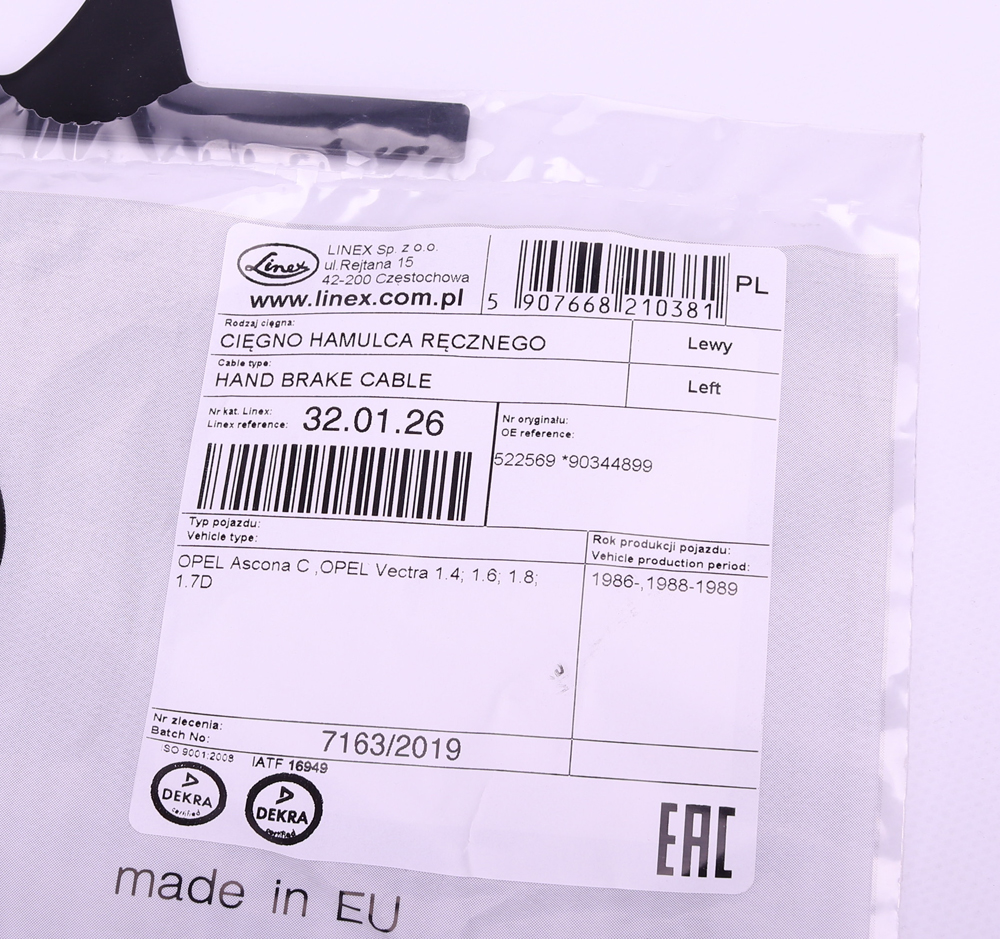 Linex
LINEX Sp. z o.o.
ul.Rejtana 15
42-200 Częstochowa
www.linex.com.pl
5 907668 210381
PL
Rodzaj cięgna:
CIĘGNO HAMULCA RĘCZNEGO
Lewy
Cable type:
HAND BRAKE CABLE
Left
Nr kat. Linex:
Linex reference:
32.01.26
Nr oryginału:
OE reference:
522569 *90344899
Typ pojazdu:
Vehicle type:
Rok produkcji pojazdu:
Vehicle production period:
OPEL Ascona C ,OPEL Vectra 1.4; 1.6; 1.8;
1.7D
1986-,1988-1989
Nr zlecenia:
Batch No:
7163/2019
ISO 9001:2008
IATF 16949
DEKRA
certified
DEKRA
certified
EAC
made in EU